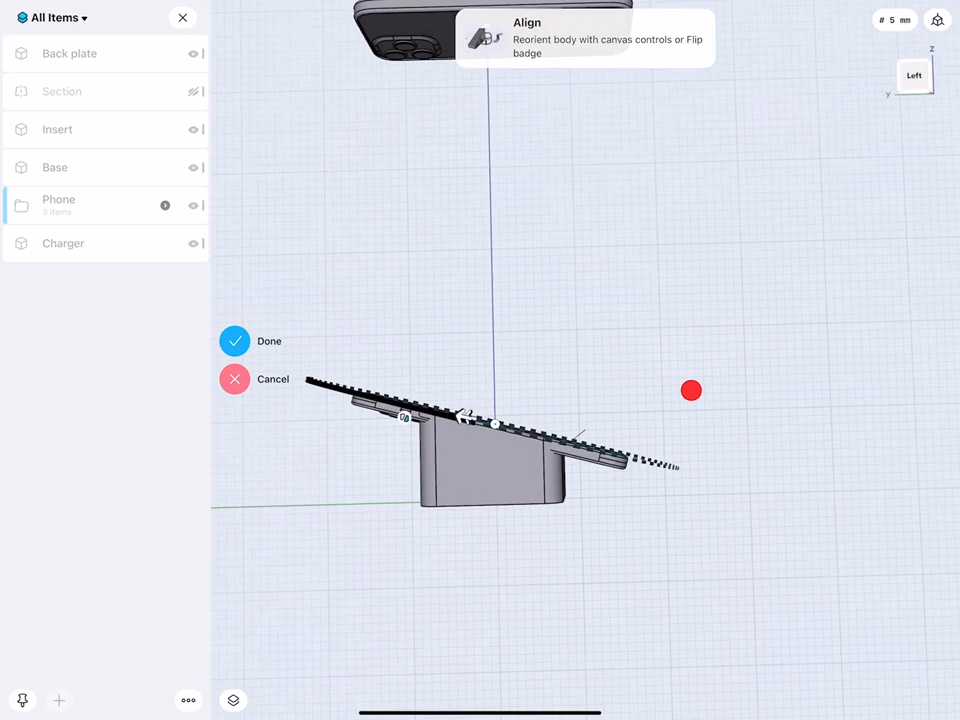 All Items ▾
Back plate
Section
Insert
Base
Phone
3 items
Charger
Align
Reorient body with canvas controls or Flip
badge
# 5 mm
Z
Left
Y
Done
Cancel